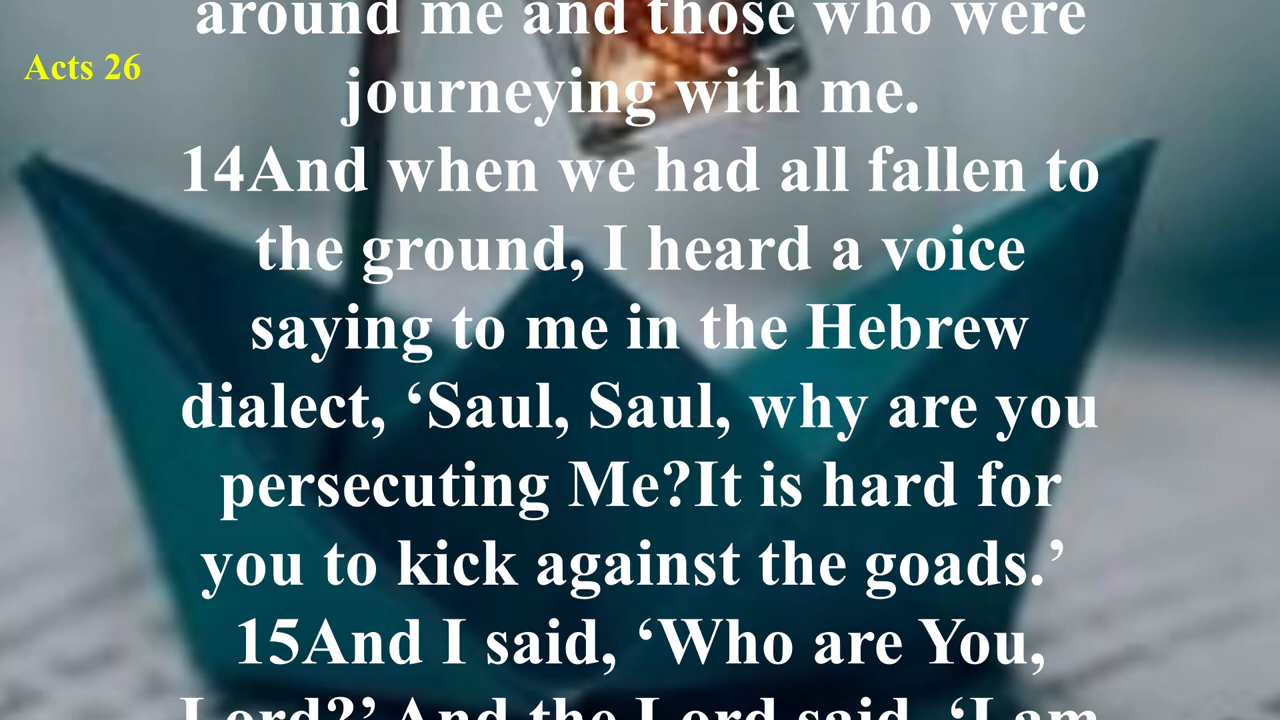 around me and those who were
Acts 26
journeying with me.
14And when we had all fallen to
the ground, I heard a voice
saying to me in the Hebrew
dialect, ‘Saul, Saul, why are you
persecuting Me?It is hard for
you to kick against the goads.’
15And I said, ‘Who are You,
Lord?’ And the Lord said, ‘I am